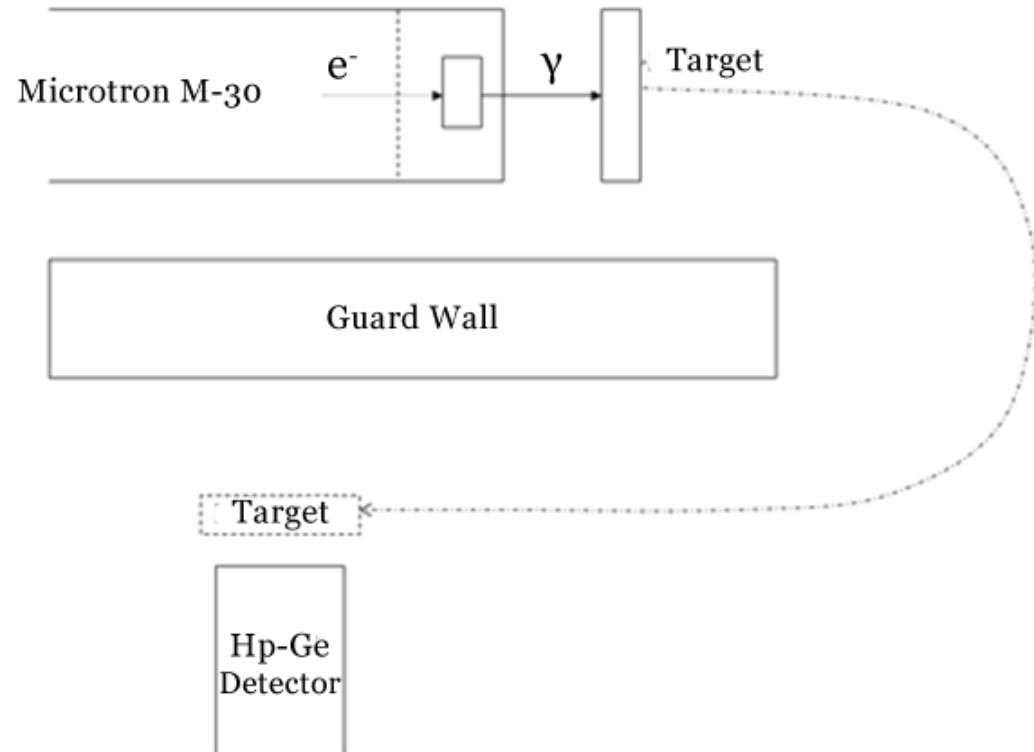 e⁻
γ
Target
Microtron M-30
Guard Wall
Target
Hp-Ge
Detector